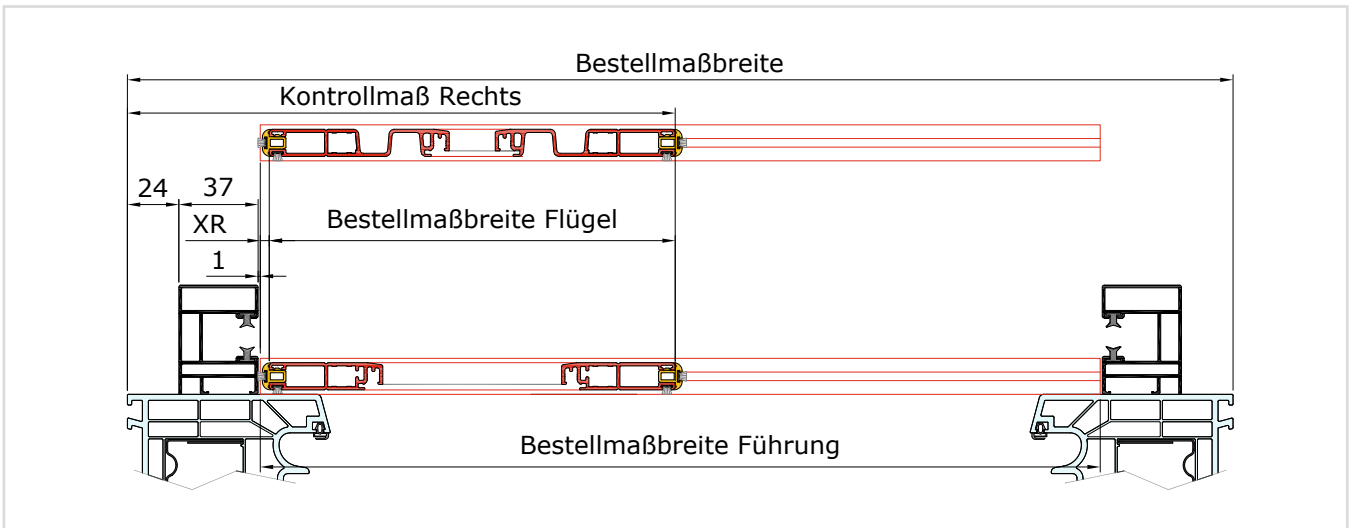 Bestellmaßbreite
Kontrollmaß Rechts
24
37
XR
Bestellmaßbreite Flügel
1
Bestellmaßbreite Führung